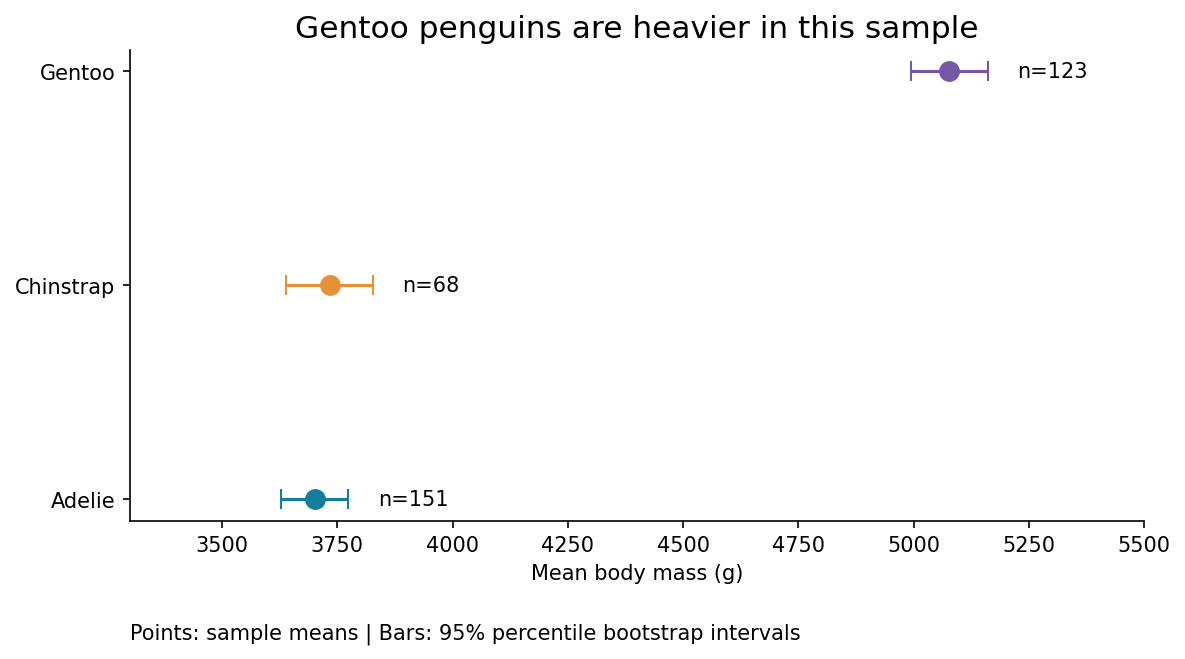 Gentoo penguins are heavier in this sample
Gentoo
n=123
Chinstrap
n=68
Adelie
n=151
3500 3750 4000 4250 4500 4750 5000 5250 5500
Mean body mass (g)
Points: sample means | Bars: 95% percentile bootstrap intervals